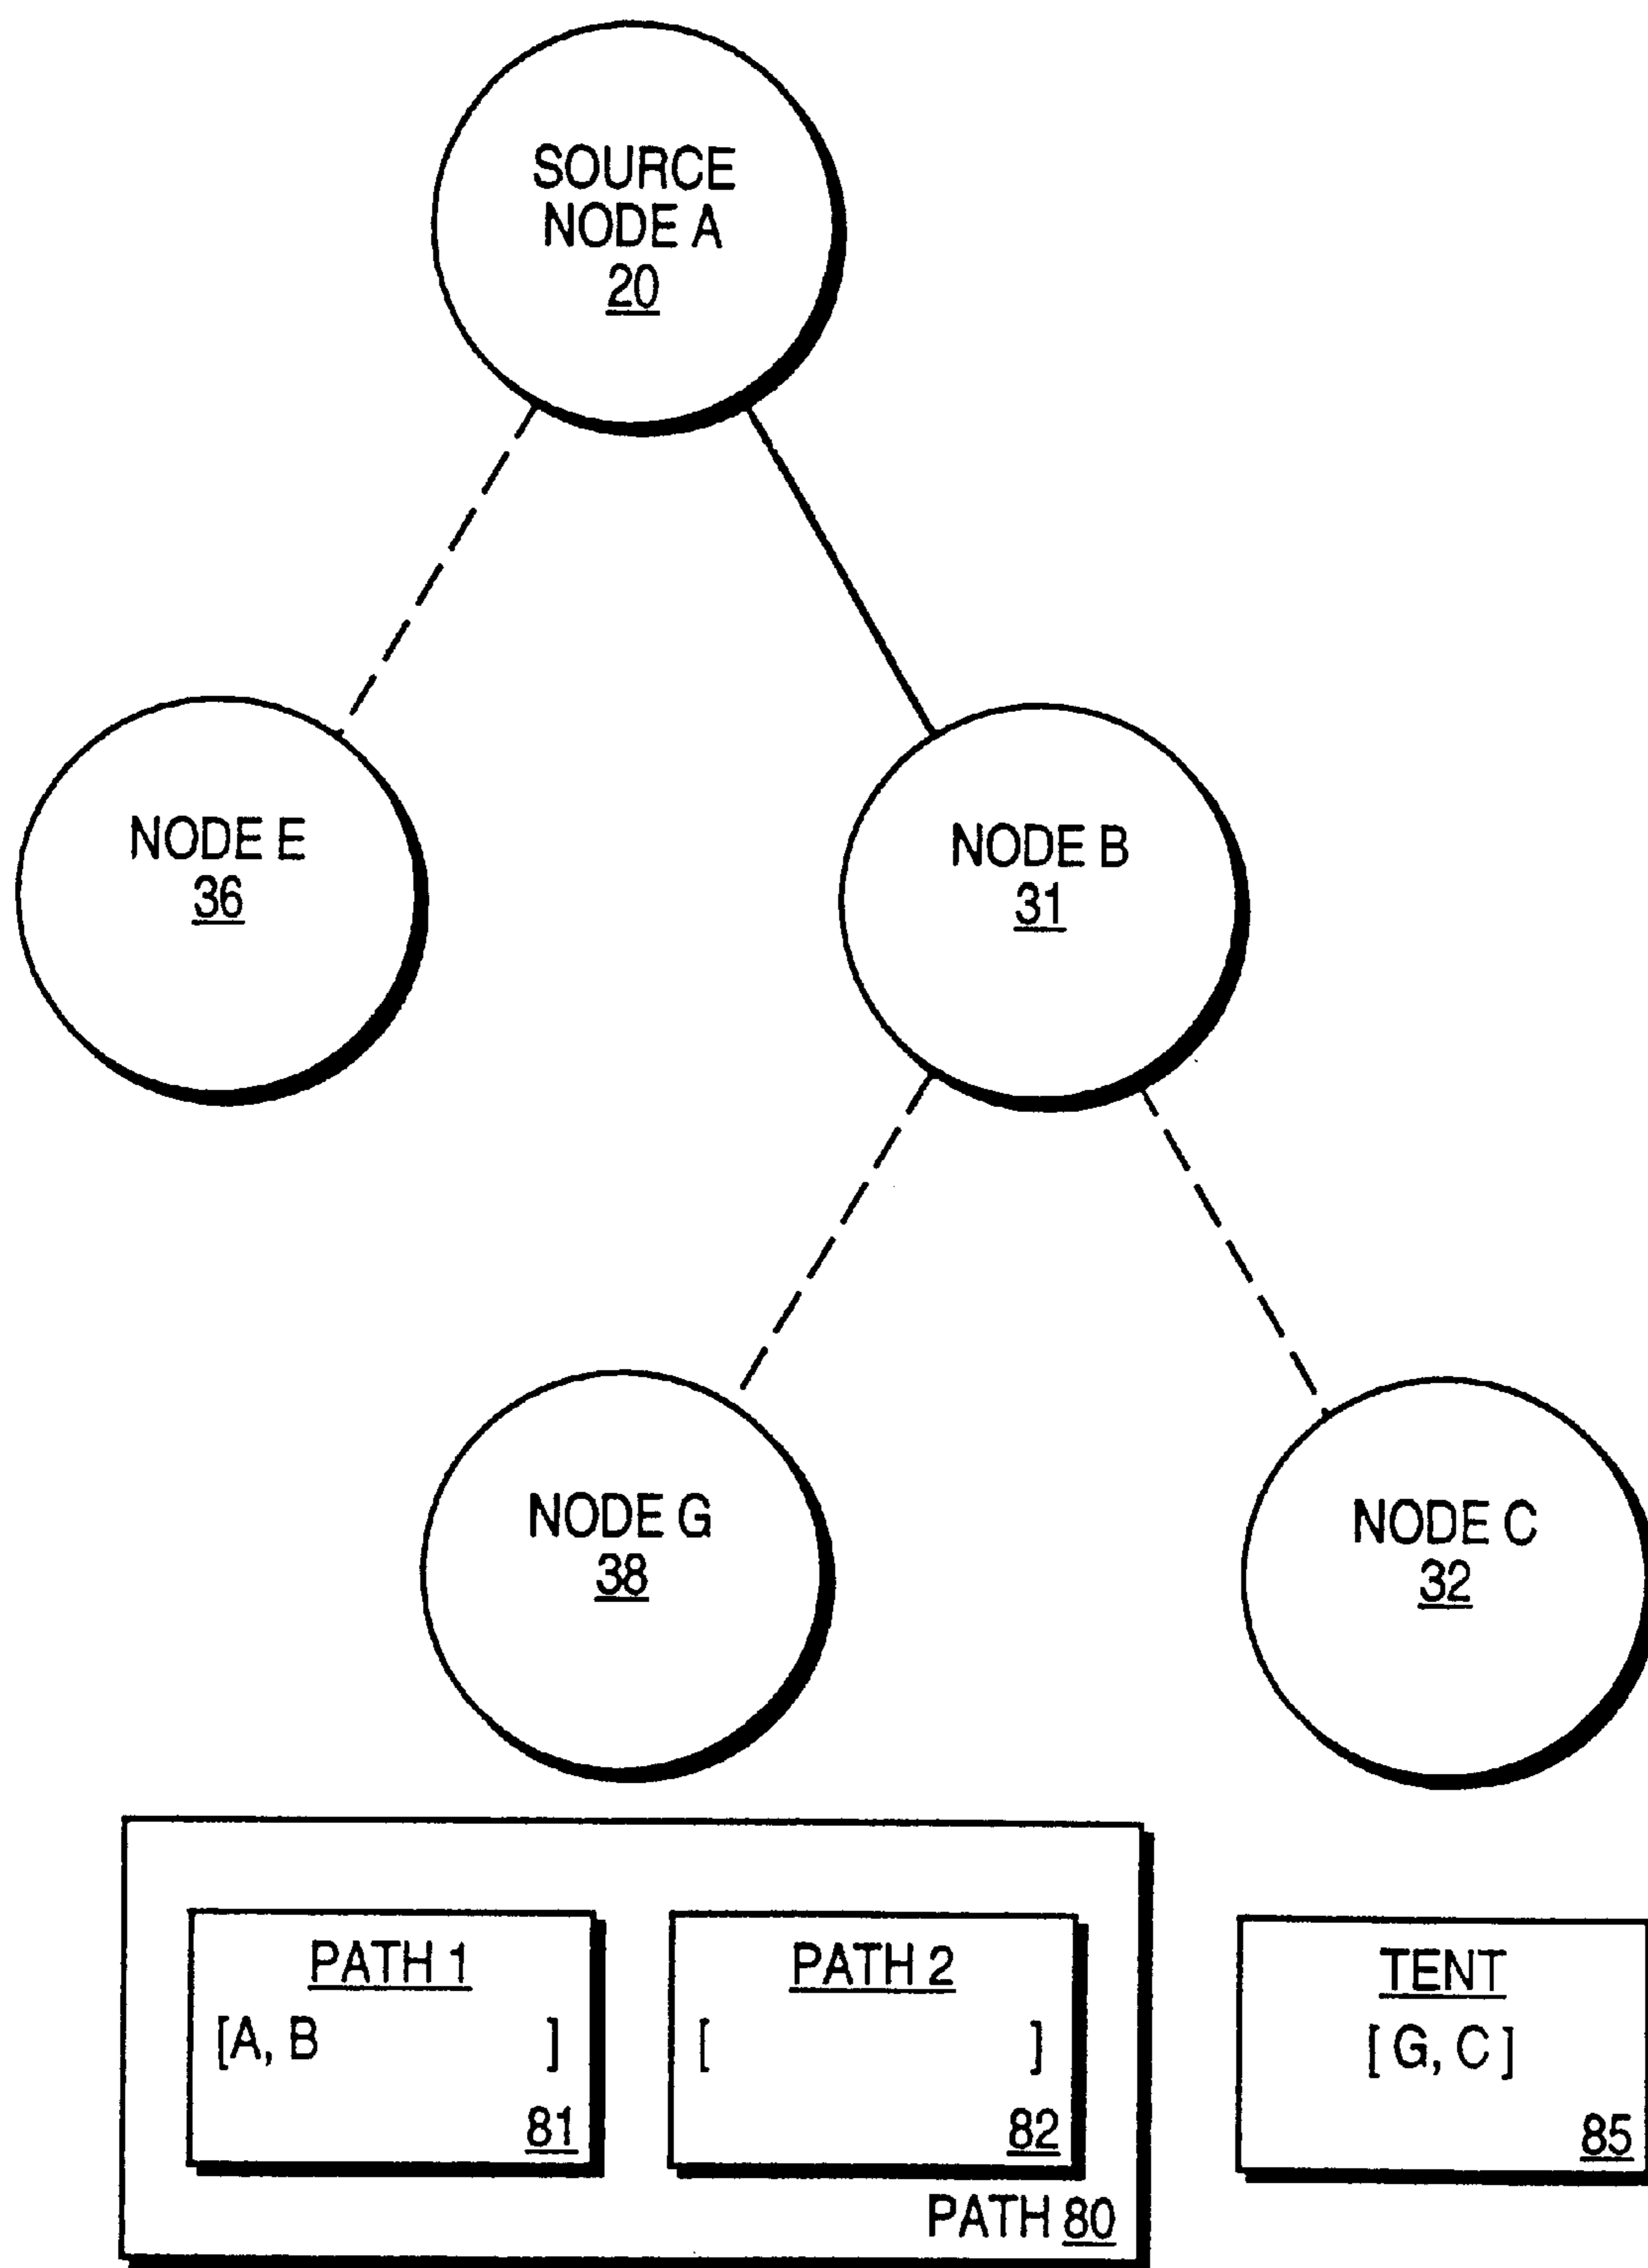 SOURCE
NODE A
20
NODE E
36
NODE B
31
NODE G
38
NODE C
32
PATH 1
[A, B ]
81
PATH 2
[ ]
82
PATH 80
TENT
[ G, C ]
85